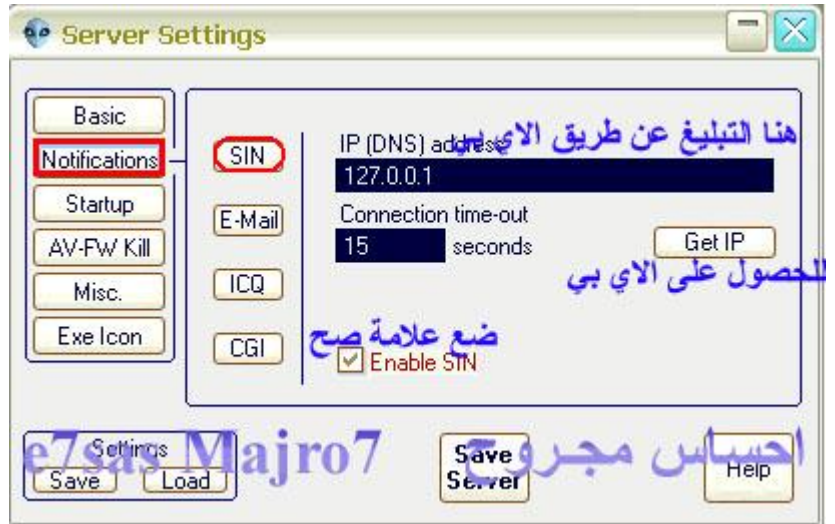 Server Settings
Basic
Notifications
Startup
AV-FW Kill
Misc.
Exe Icon
SIN
E-Mail
ICQ
CGI
IP (DNS) address
هنا التبليغ عن طريق الاي بي
127.0.0.1
Connection time-out
15 seconds
Get IP
للحصول على الاي بي
ضع علامة صح
Enable SIN
Settings
Save Load
e7sas Majro7
Save Server
احساس مجروح
Help